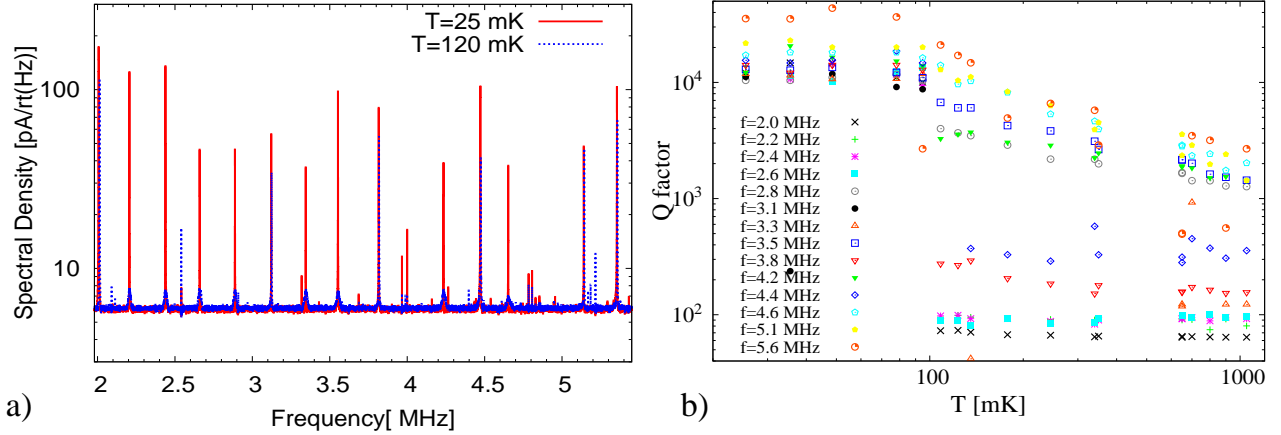 T=25 mK
T=120 mK
Spectral Density [pA/rt(Hz)]
100
10
2
2.5
3
3.5
4
4.5
5
Frequency[ MHz]
a)
Q factor
10^4
10^3
10^2
f=2.0 MHz
f=2.2 MHz
f=2.4 MHz
f=2.6 MHz
f=2.8 MHz
f=3.1 MHz
f=3.3 MHz
f=3.5 MHz
f=3.8 MHz
f=4.2 MHz
f=4.4 MHz
f=4.6 MHz
f=5.1 MHz
f=5.6 MHz
100
1000
T [mK]
b)